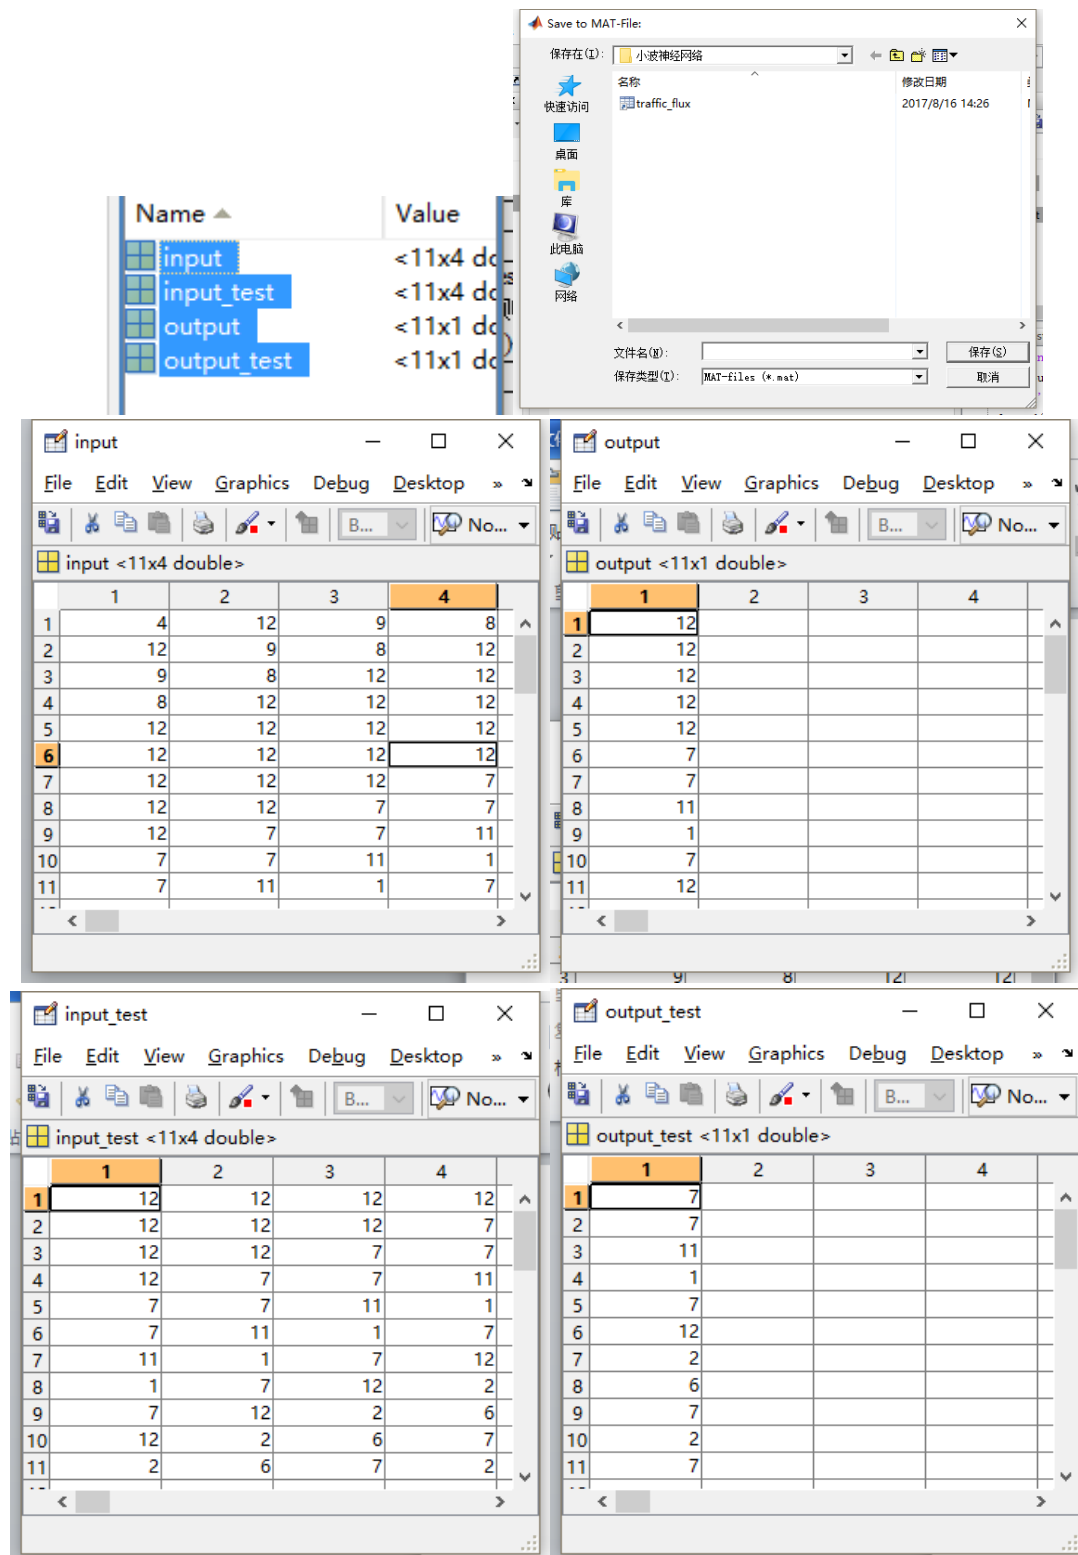 Save to MAT-File:
保存在(I):
小波神经网络
名称
修改日期
traffic_flux
2017/8/16 14:26
快速访问
桌面
库
此电脑
网络
文件名(N):
保存(S)
保存类型(T):
MAT-files (*.mat)
取消
Name
Value
input
<11x4 do
input_test
<11x4 do
output
<11x1 do
output_test
<11x1 do
input
File Edit View Graphics Debug Desktop »
B... No...
input <11x4 double>
1 2 3 4
1 4 12 9 8
2 12 9 8 12
3 9 8 12 12
4 8 12 12 12
5 12 12 12 12
6 12 12 12 12
7 12 12 12 7
8 12 12 7 7
9 12 7 7 11
10 7 7 11 1
11 7 11 1 7
output
File Edit View Graphics Debug Desktop »
B... No...
output <11x1 double>
1 2 3 4
1 12
2 12
3 12
4 12
5 12
6 7
7 7
8 11
9 1
10 7
11 12
3 9 8 12 12
input_test
File Edit View Graphics Debug Desktop »
B... No...
input_test <11x4 double>
1 2 3 4
1 12 12 12 12
2 12 12 12 7
3 12 12 7 7
4 12 7 7 11
5 7 7 11 1
6 7 11 1 7
7 11 1 7 12
8 1 7 12 2
9 7 12 2 6
10 12 2 6 7
11 2 6 7 2
output_test
File Edit View Graphics Debug Desktop »
B... No...
output_test <11x1 double>
1 2 3 4
1 7
2 7
3 11
4 1
5 7
6 12
7 2
8 6
9 7
10 2
11 7